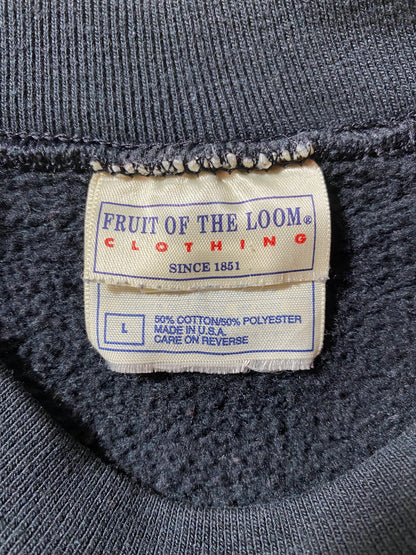 FRUIT OF THE LOOM®
CLOTHING
SINCE 1851
L
50% COTTON/50% POLYESTER
MADE IN U.S.A.
CARE ON REVERSE